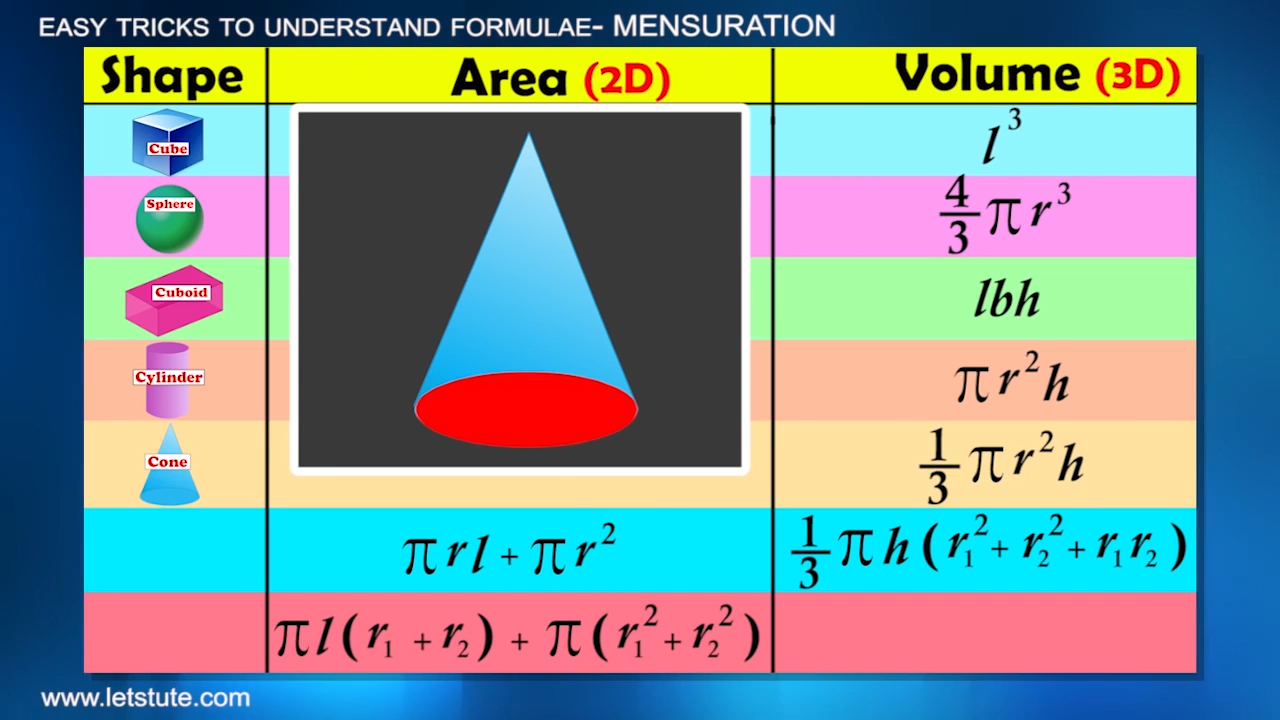 EASY TRICKS TO UNDERSTAND FORMULAE- MENSURATION
Shape Area (2D) Volume (3D)
Cube l³
Sphere 4/3 πr³
Cuboid lbh
Cylinder πr²h
Cone 1/3 πr²h
πrl + πr² 1/3 πh(r₁² + r₂² + r₁r₂)
πl(r₁ + r₂) + π(r₁² + r₂²)
www.letstute.com